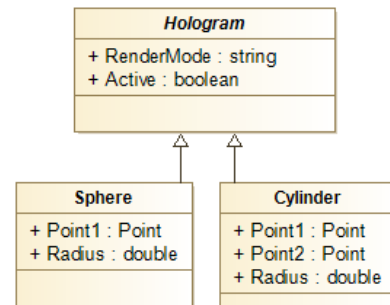 Hologram
+ RenderMode : string
+ Active : boolean
Sphere
+ Point1 : Point
+ Radius : double
Cylinder
+ Point1 : Point
+ Point2 : Point
+ Radius : double